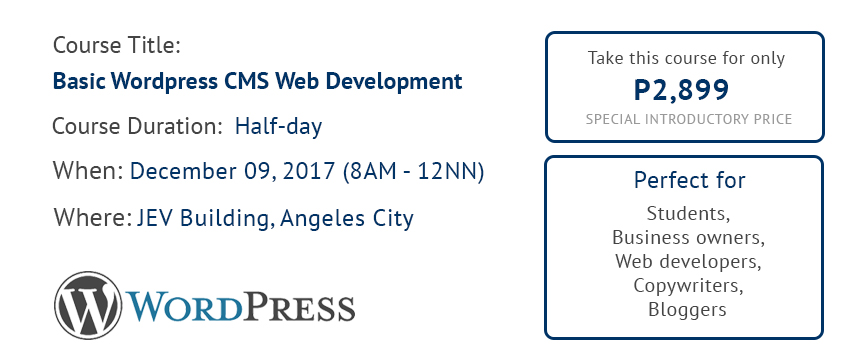 Course Title:
Basic Wordpress CMS Web Development
Course Duration: Half-day
When: December 09, 2017 (8AM - 12NN)
Where: JEV Building, Angeles City
WORDPRESS
Take this course for only
P2,899
SPECIAL INTRODUCTORY PRICE
Perfect for
Students,
Business owners,
Web developers,
Copywriters,
Bloggers